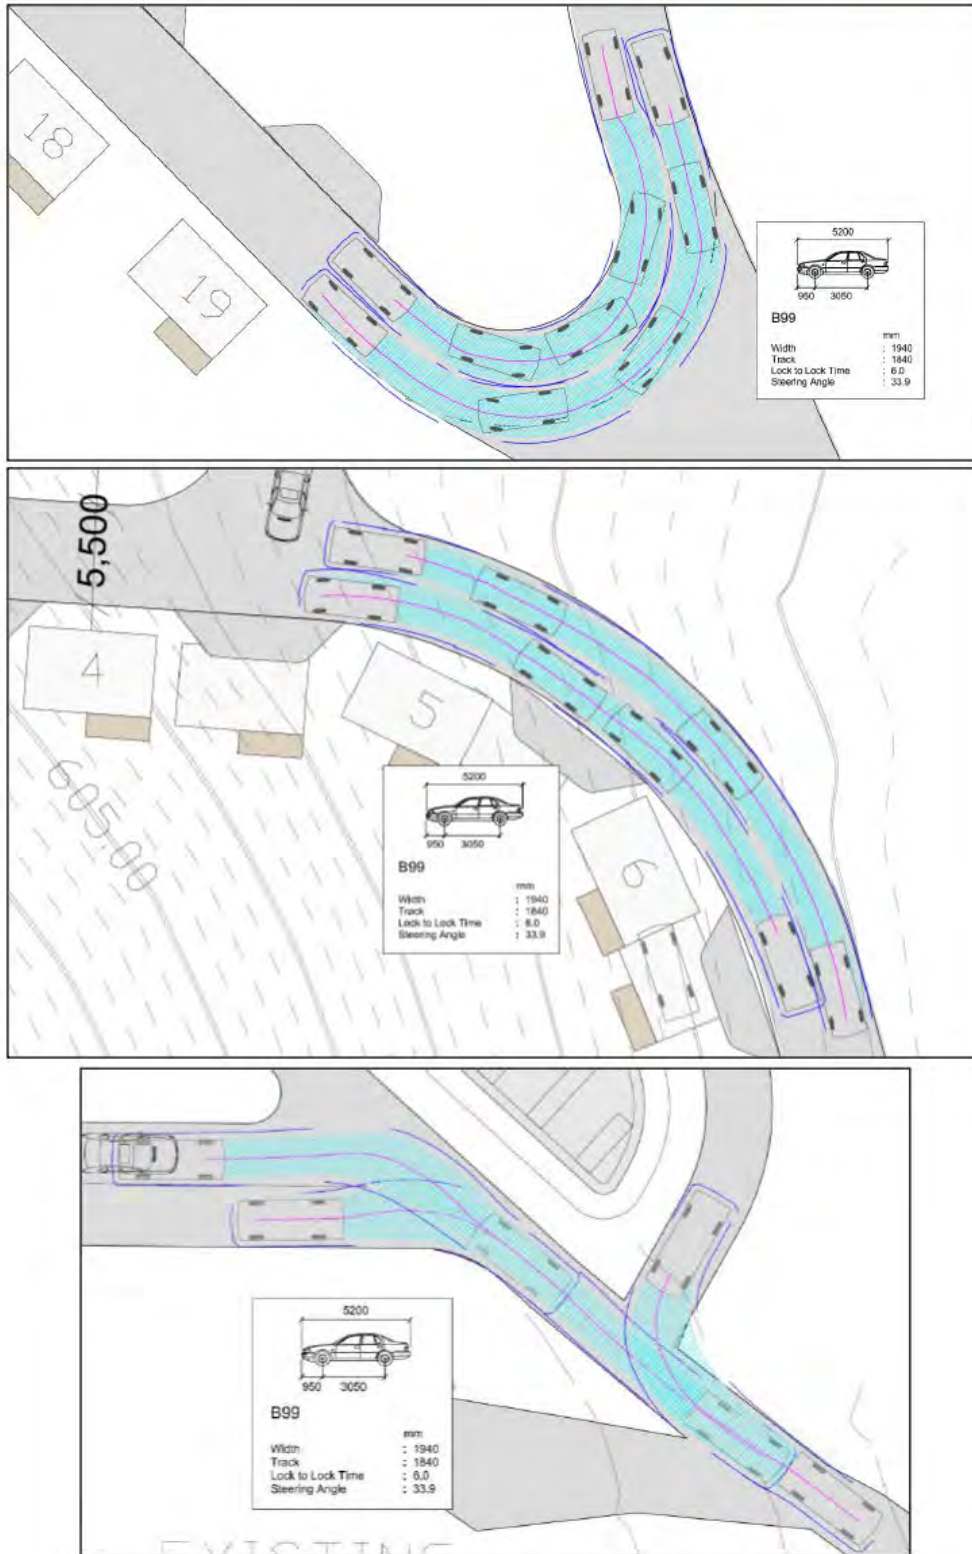 18
19
5200
950 3050
B99
mm
Width : 1940
Track : 1840
Lock to Lock Time : 6.0
Steering Angle : 33.9
5,500
4
5
605.00
6
5200
950 3050
B99
mm
Width : 1940
Track : 1840
Lock to Lock Time : 6.0
Steering Angle : 33.9
5200
950 3050
B99
mm
Width : 1940
Track : 1840
Lock to Lock Time : 6.0
Steering Angle : 33.9
EXISTING